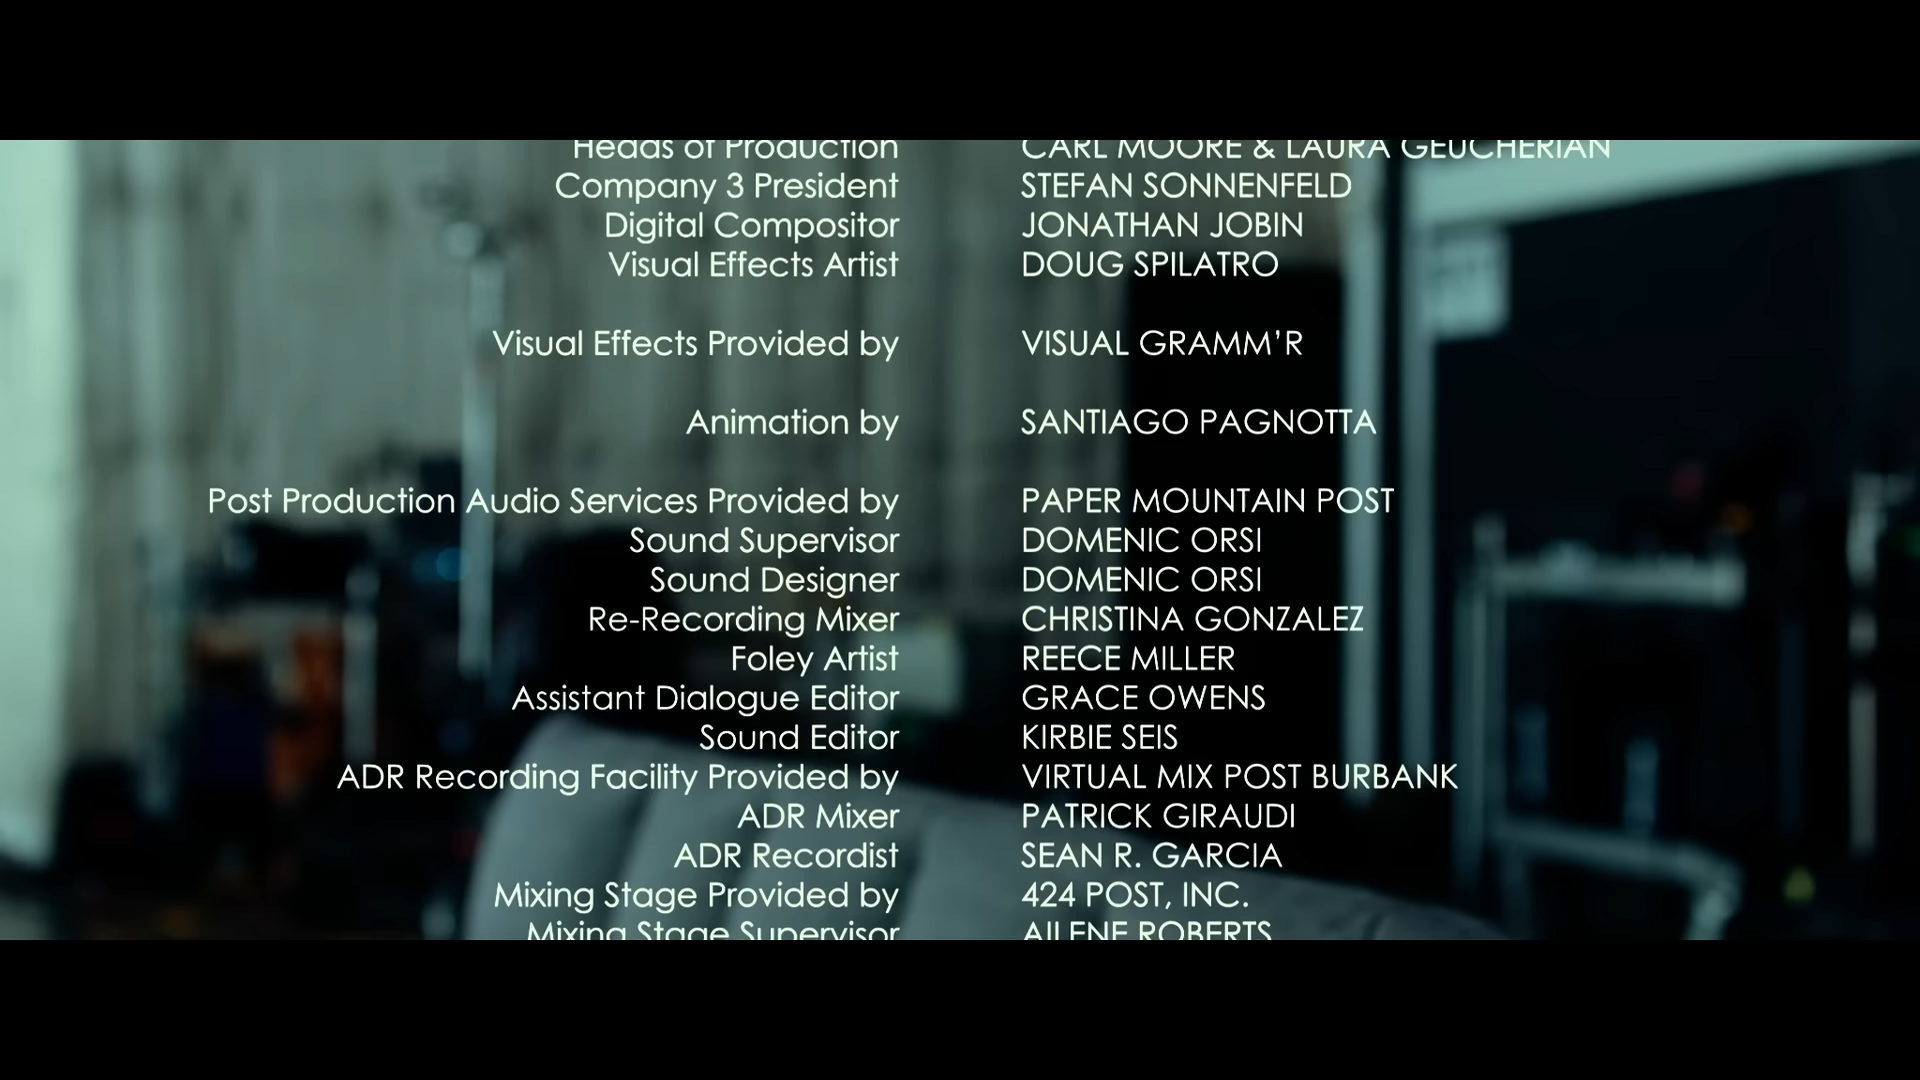 Heads of Production CARL MOORE & LAURA GEUCHERIAN
Company 3 President STEFAN SONNENFELD
Digital Compositor JONATHAN JOBIN
Visual Effects Artist DOUG SPILATRO
Visual Effects Provided by VISUAL GRAMM’R
Animation by SANTIAGO PAGNOTTA
Post Production Audio Services Provided by PAPER MOUNTAIN POST
Sound Supervisor DOMENIC ORSI
Sound Designer DOMENIC ORSI
Re-Recording Mixer CHRISTINA GONZALEZ
Foley Artist REECE MILLER
Assistant Dialogue Editor GRACE OWENS
Sound Editor KIRBIE SEIS
ADR Recording Facility Provided by VIRTUAL MIX POST BURBANK
ADR Mixer PATRICK GIRAUDI
ADR Recordist SEAN R. GARCIA
Mixing Stage Provided by 424 POST, INC.
Mixing Stage Supervisor AILENE ROBERTS